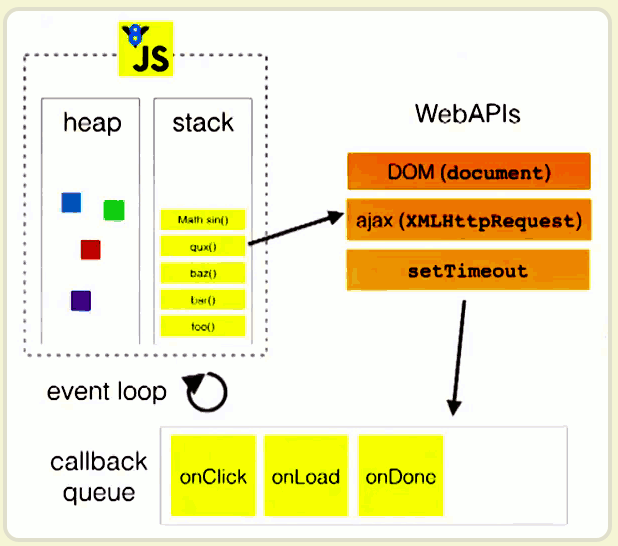 8
JS
heap
stack
WebAPIs
Math sin()
qux()
baz()
bar()
foo()
DOM (document)
ajax (XMLHttpRequest)
setTimeout
event loop
callback
queue
onClick
onLoad
onDone